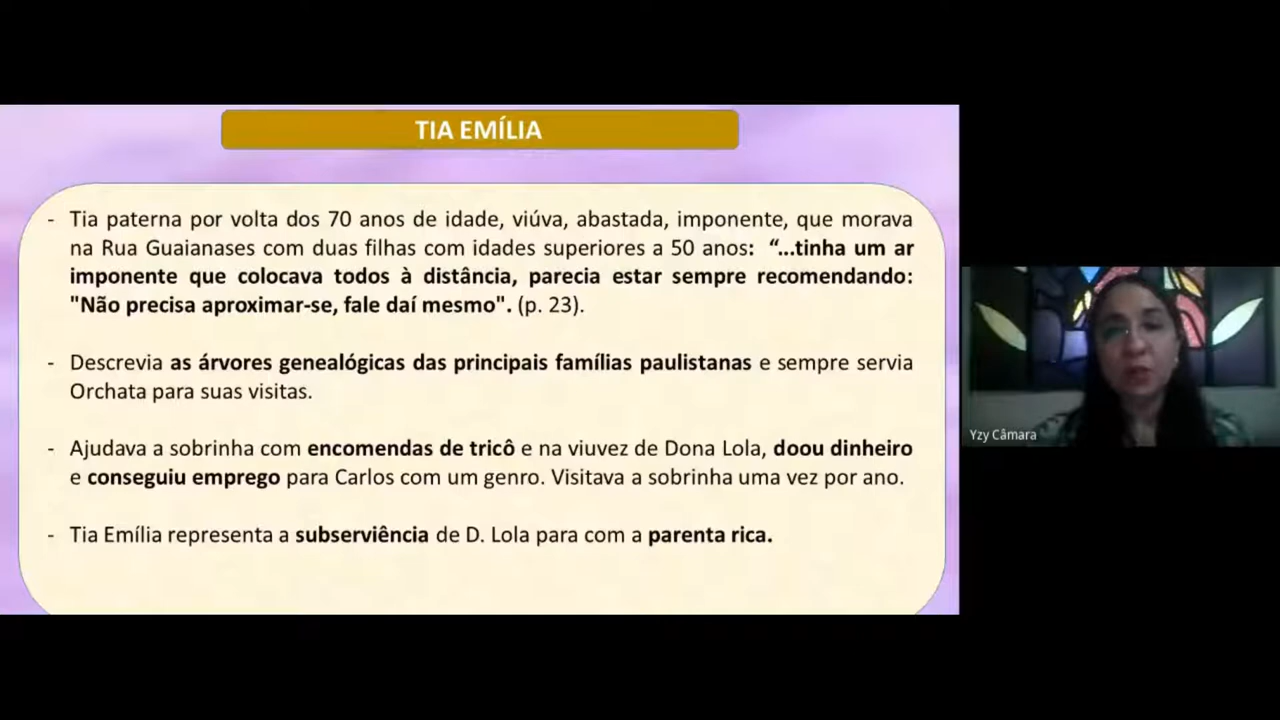 TIA EMÍLIA
- Tia paterna por volta dos 70 anos de idade, viúva, abastada, imponente, que morava
na Rua Guaianases com duas filhas com idades superiores a 50 anos: “...tinha um ar
imponente que colocava todos à distância, parecia estar sempre recomendando:
"Não precisa aproximar-se, fale daí mesmo". (p. 23).
- Descrevia as árvores genealógicas das principais famílias paulistanas e sempre servia
Orchata para suas visitas.
- Ajudava a sobrinha com encomendas de tricô e na viuvez de Dona Lola, doou dinheiro
e conseguiu emprego para Carlos com um genro. Visitava a sobrinha uma vez por ano.
- Tia Emília representa a subserviência de D. Lola para com a parenta rica.
Yzy Câmara